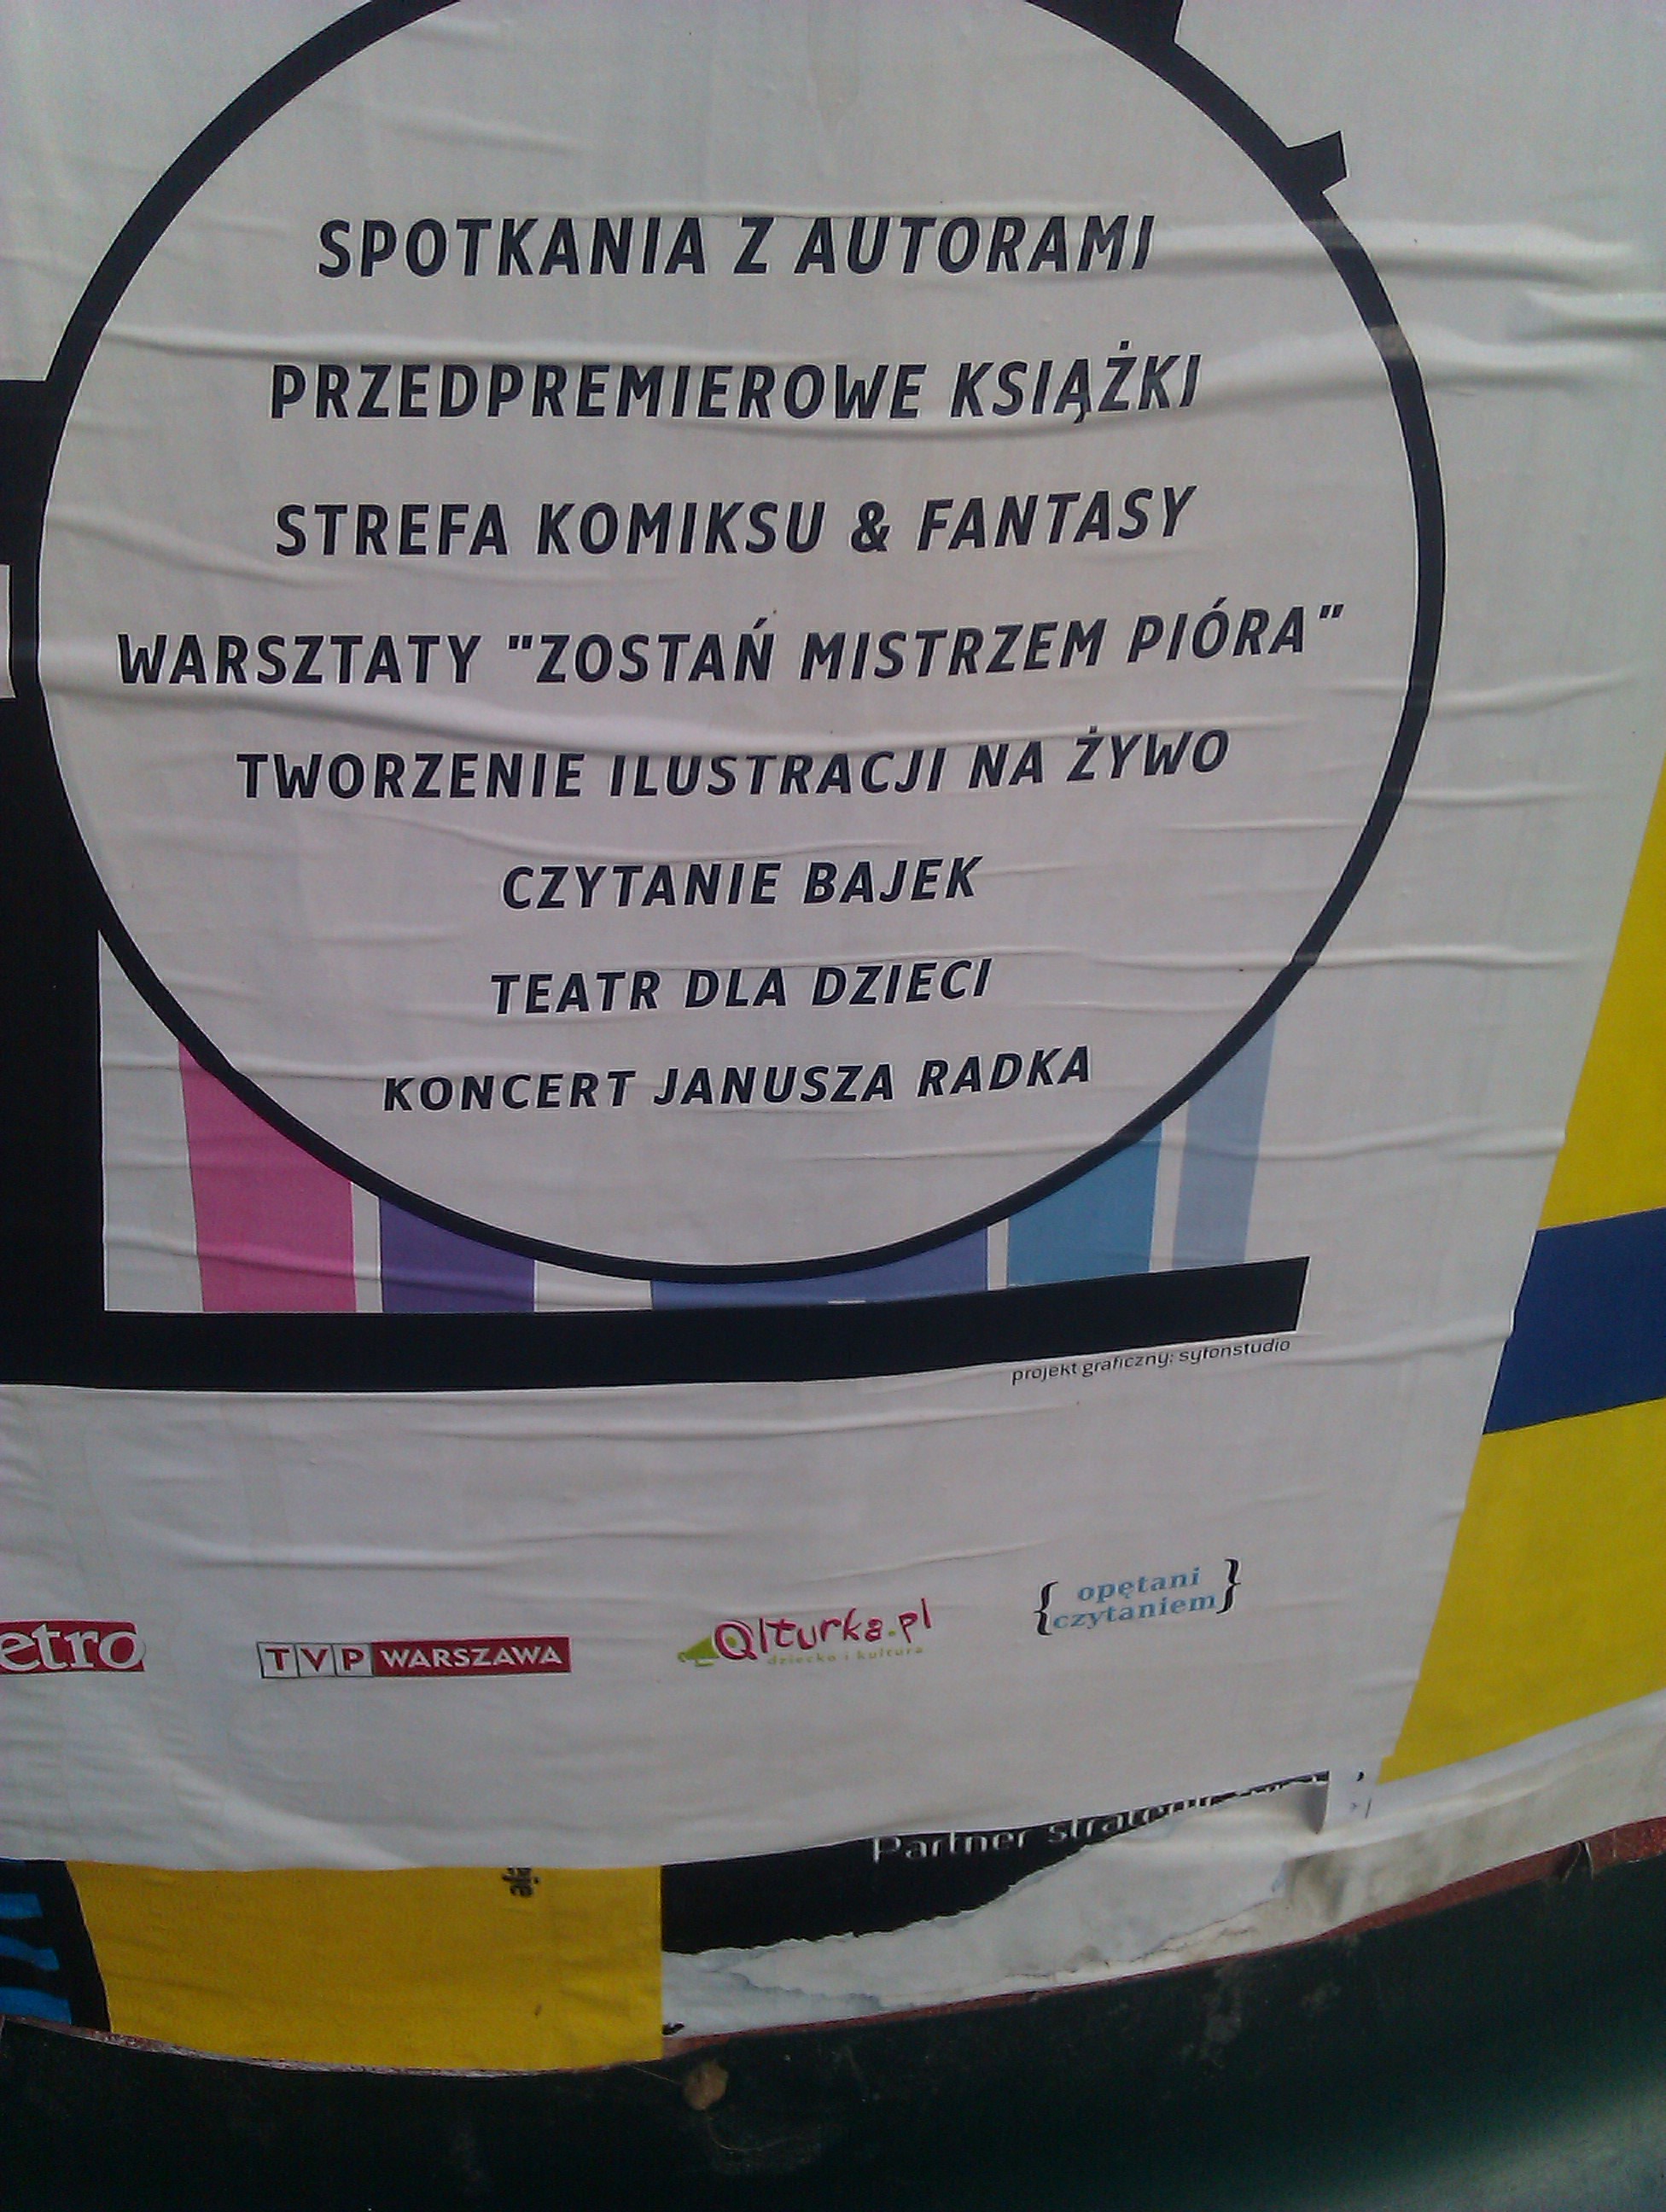 SPOTKANIA Z AUTORAMI
PRZEDPREMIEROWE KSIĄŻKI
STREFA KOMIKSU & FANTASY
WARSZTATY "ZOSTAŃ MISTRZEM PIÓRA"
TWORZENIE ILUSTRACJI NA ŻYWO
CZYTANIE BAJEK
TEATR DLA DZIECI
KONCERT JANUSZA RADKA
projekt graficzny: syfonstudio
etro
TVP WARSZAWA
Qlturka.pl
dziecko i kultura
{opętani
czytaniem}
Partner